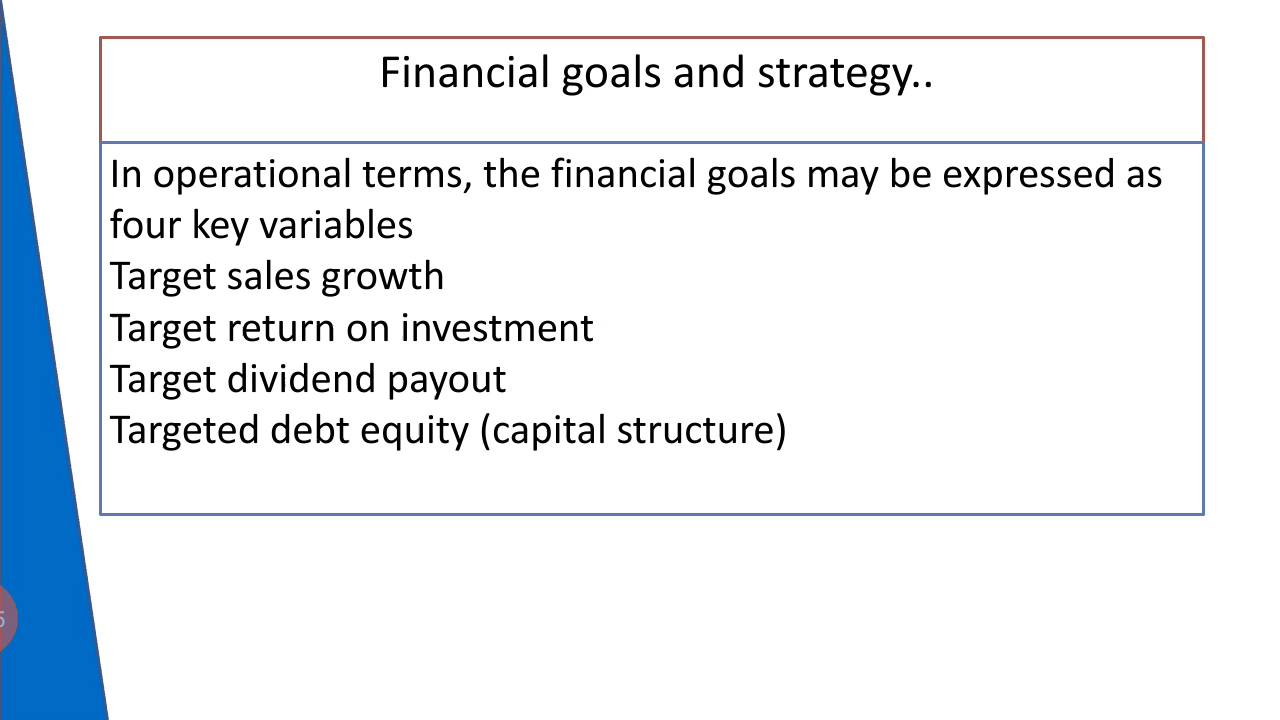 Financial goals and strategy..
In operational terms, the financial goals may be expressed as
four key variables
Target sales growth
Target return on investment
Target dividend payout
Targeted debt equity (capital structure)